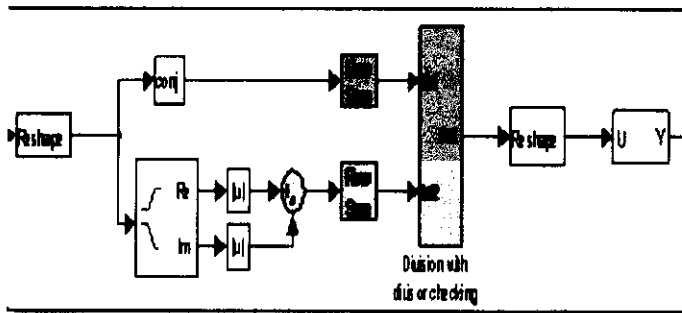 Reshape
conj
Re
Im
|u|
|u|
Reshape
U Y
Division with
divisor checking